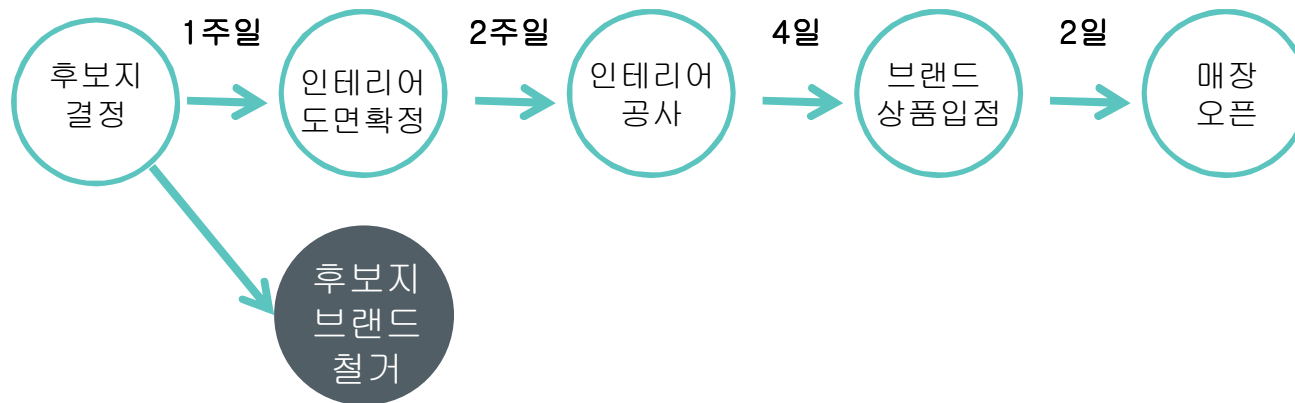 1주일
2주일
4일
2일
후보지
결정
인테리어
도면확정
인테리어
공사
브랜드
상품입점
매장
오픈
후보지
브랜드
철거